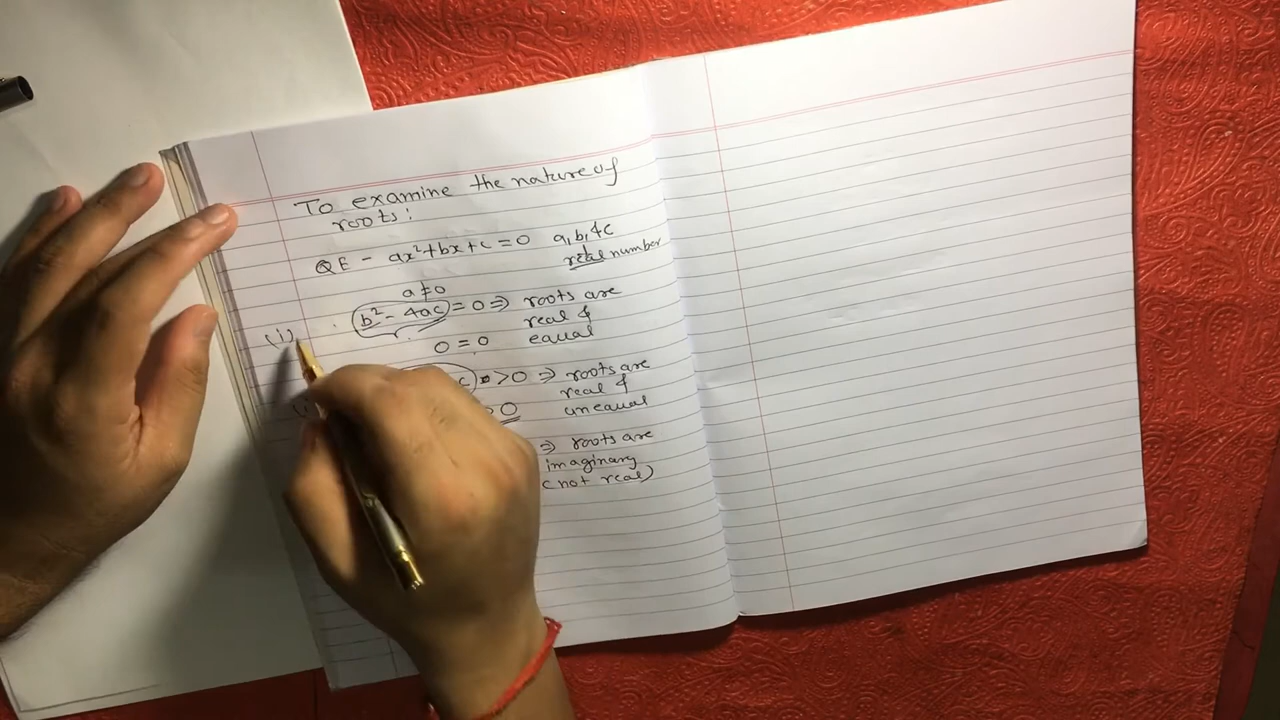 To examine the nature of
roots:
QE - ax²+bx+c=0 a,b,&c
real number
a≠0
(i) b²-4ac=0 ⇒ roots are
real &
0=0 equal
c>0 ⇒ roots are
real &
>0 unequal
⇒ roots are
imaginary
(not real)